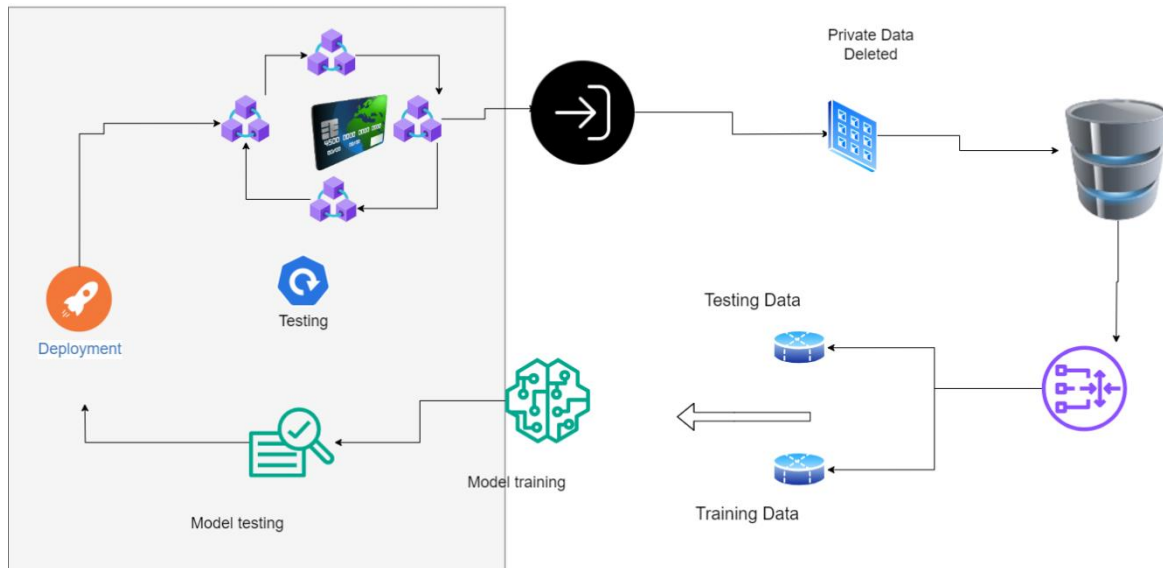 Private Data
Deleted
Testing Data
Testing
Deployment
Model training
Training Data
Model testing